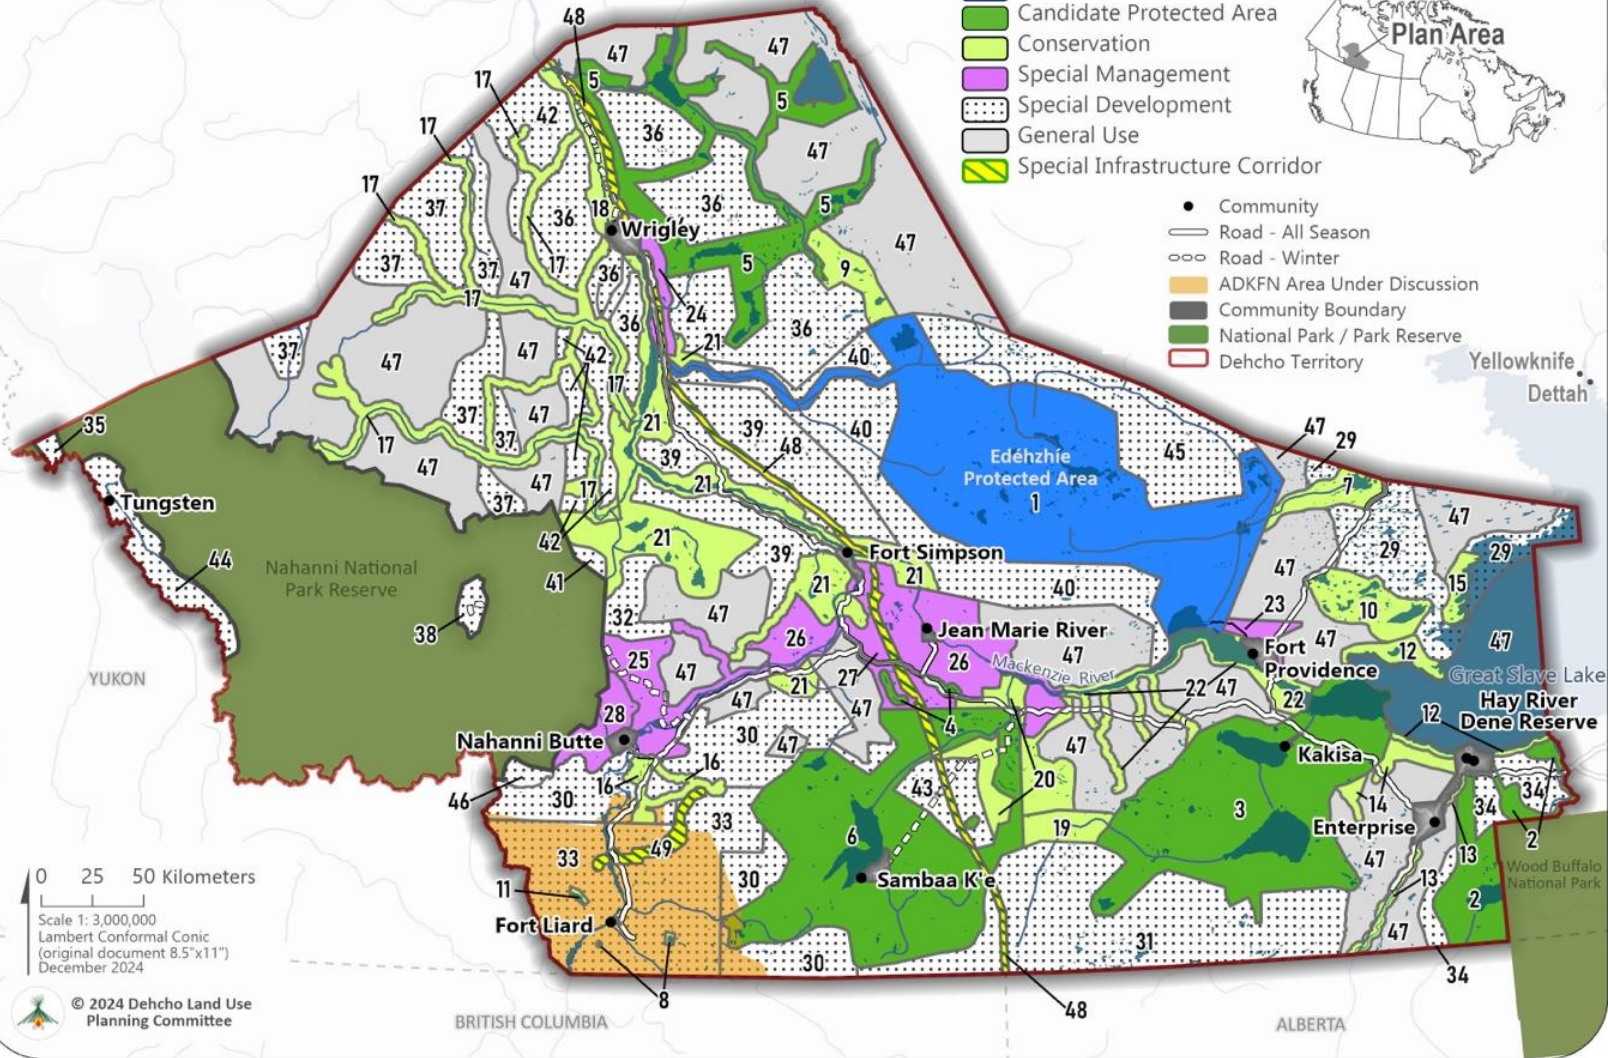 Candidate Protected Area
Conservation
Special Management
Special Development
General Use
Special Infrastructure Corridor
Plan Area
Community
Road - All Season
Road - Winter
ADKFN Area Under Discussion
Community Boundary
National Park / Park Reserve
Dehcho Territory
48
47
47
17
5
5
42
36
17
47
17
37
36
18
36
5
Wrigley
47
37
37
47
17
36
5
9
17
24
36
21
36
40
37
47
47
42
17
Yellowknife
Dettah
35
37
47
21
39
40
45
47
29
17
37
48
Edéhzhíe
Protected Area
1
47
39
47
37
17
21
7
Tungsten
47
42
21
39
Fort Simpson
29
29
44
Nahanni National
Park Reserve
41
21
21
40
47
15
38
32
47
26
Jean Marie River
23
10
47
25
47
26
Mackenzie River
47
Fort
Providence
47
12
YUKON
27
21
47
47
22
47
22
Great Slave Lake
28
4
12
Hay River
Dene Reserve
Nahanni Butte
30
47
47
Kakisa
16
16
20
46
30
43
14
34
34
33
6
19
3
Enterprise
2
49
33
13
0 25 50 Kilometers
30
Sambaa K'e
47
Wood Buffalo
National Park
11
13
2
Scale 1: 3,000,000
Lambert Conformal Conic
(original document 8.5"x11")
December 2024
Fort Liard
30
31
47
34
8
48
© 2024 Dehcho Land Use
Planning Committee
BRITISH COLUMBIA
ALBERTA